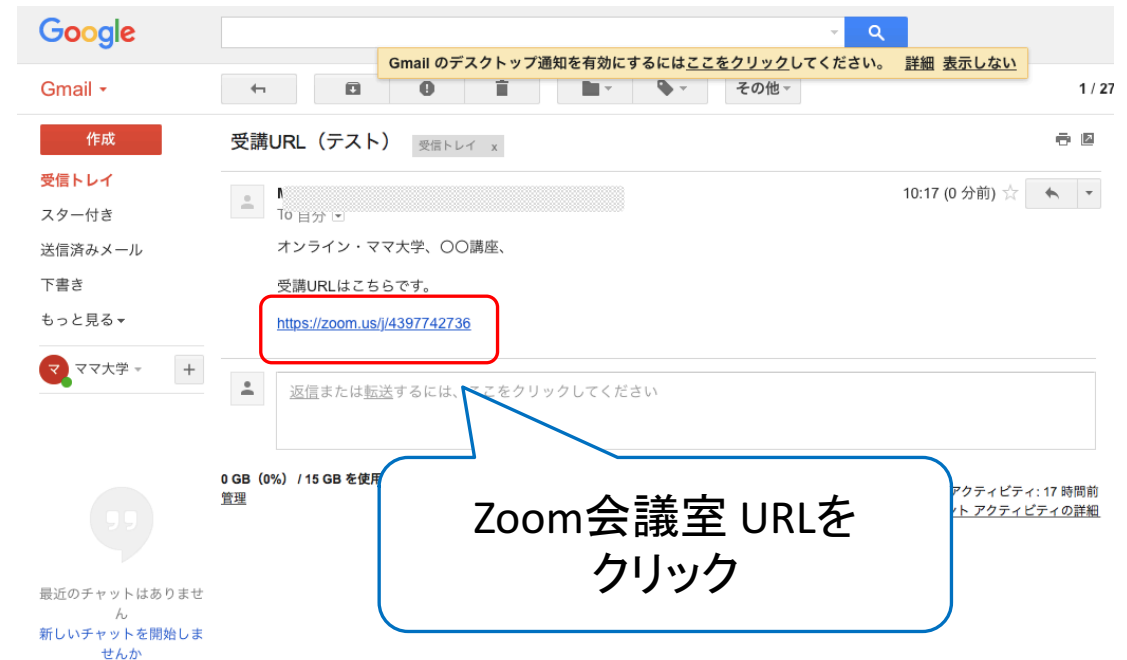 Google
Gmail のデスクトップ通知を有効にするにはここをクリックしてください。 詳細 表示しない
Gmail
その他
1 / 27
作成
受講URL（テスト） 受信トレイ x
受信トレイ
10:17 (0 分前)
To 自分
スター付き
オンライン・ママ大学、〇〇講座、
送信済みメール
受講URLはこちらです。
下書き
https://zoom.us/j/4397742736
もっと見る
マ ママ大学
返信または転送するには、ここをクリックしてください
0 GB（0%） / 15 GB を使用
管理
アクティビティ: 17 時間前
アクティビティの詳細
Zoom会議室 URLを
クリック
最近のチャットはありませ
ん
新しいチャットを開始しま
せんか